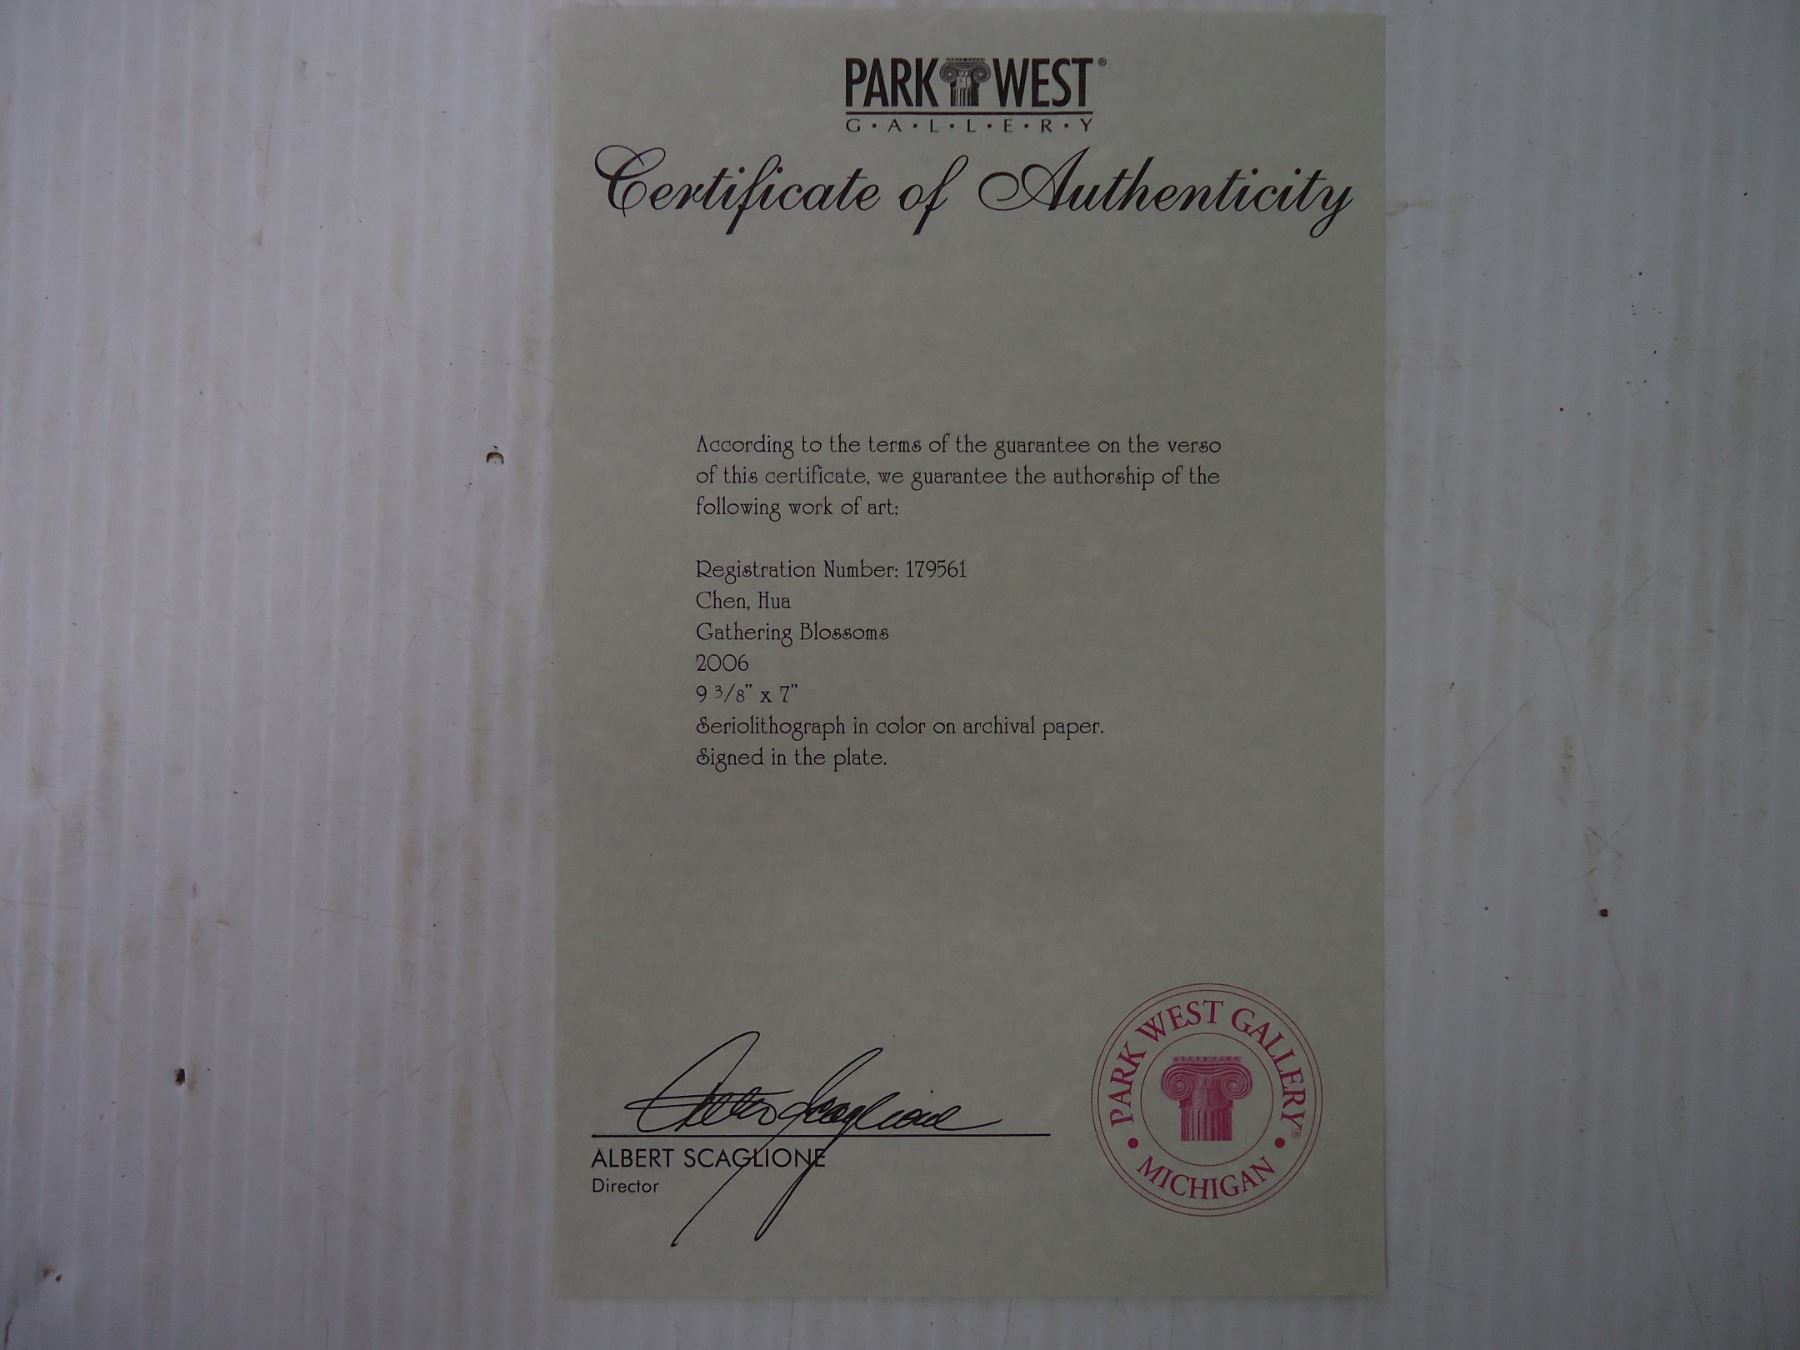 PARK WEST®
G·A·L·L·E·R·Y
Certificate of Authenticity
According to the terms of the guarantee on the verso
of this certificate, we guarantee the authorship of the
following work of art:
Registration Number: 179561
Chen, Hua
Gathering Blossoms
2006
9 3/8" x 7"
Seriolithograph in color on archival paper.
Signed in the plate.
Albert Scaglione
ALBERT SCAGLIONE
Director
PARK WEST GALLERY®
• MICHIGAN •